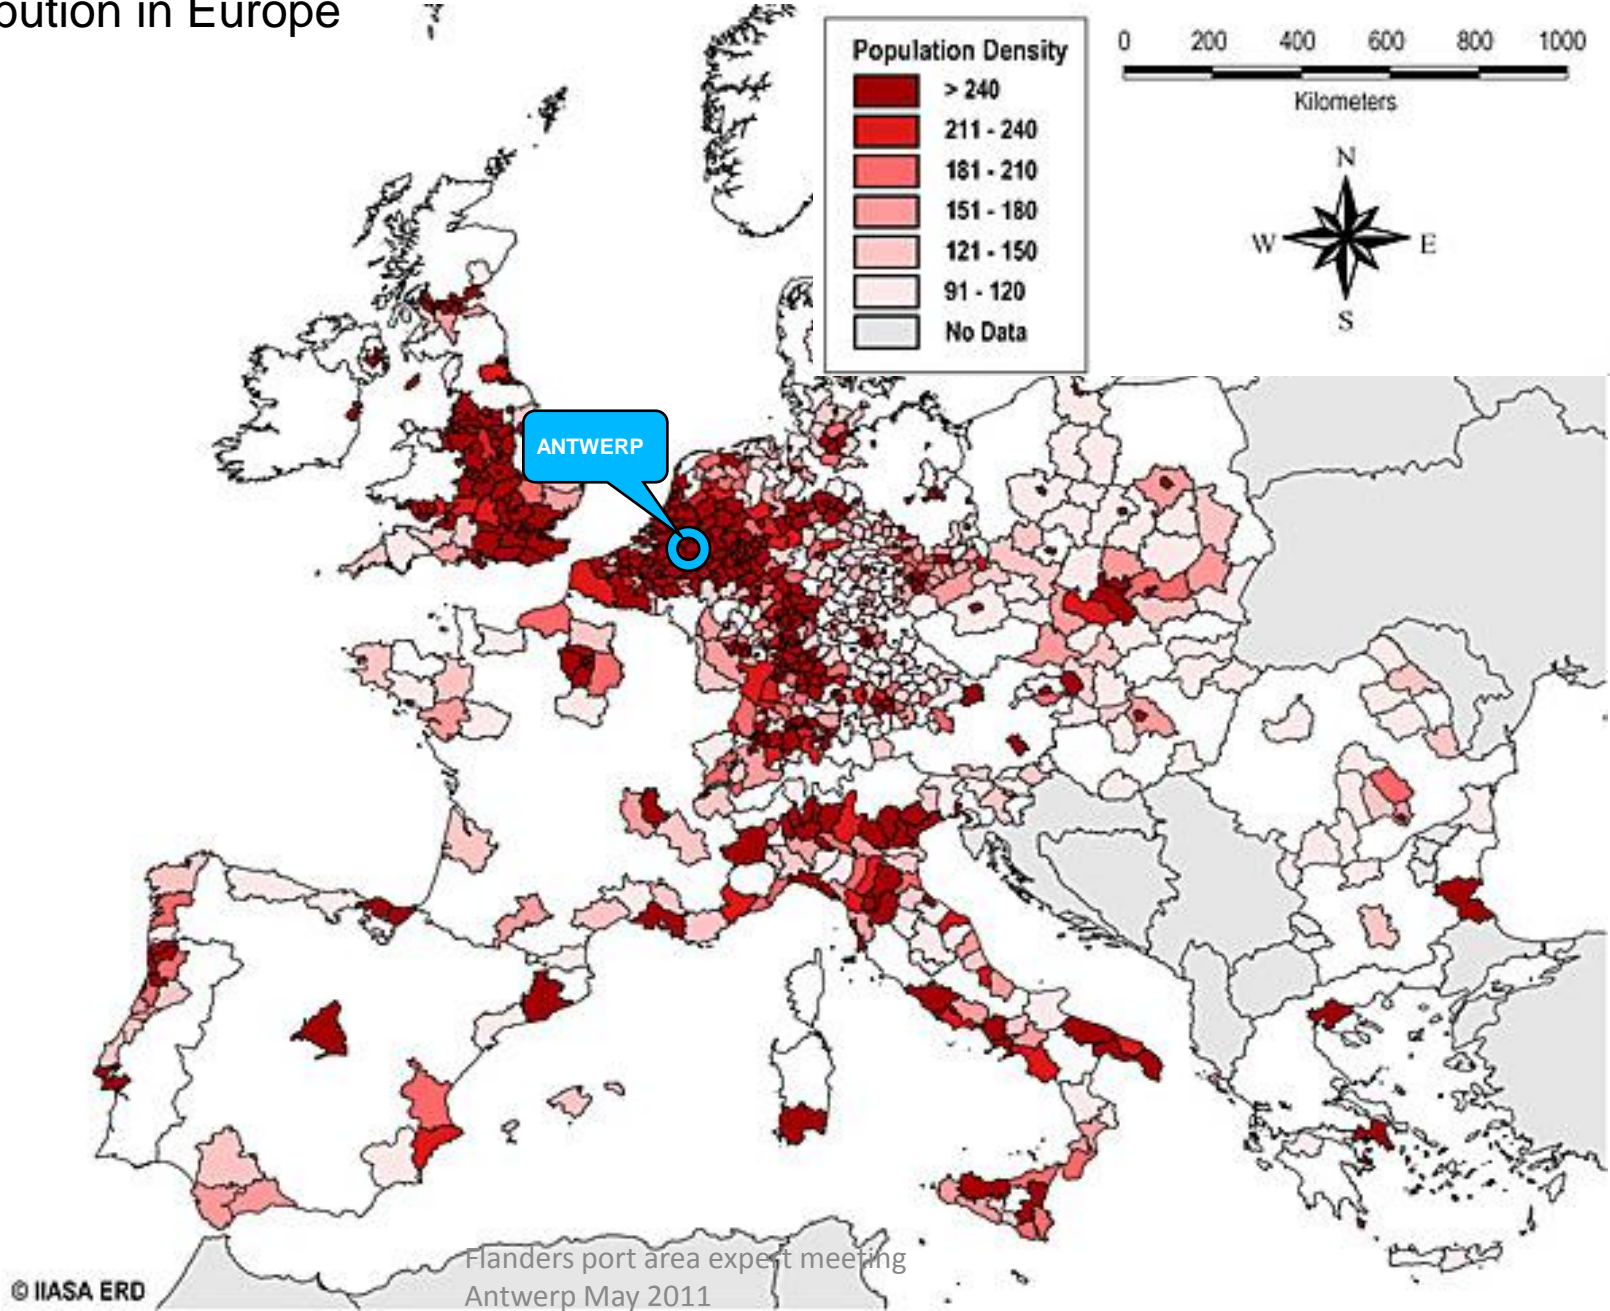 bution in Europe
Population Density
> 240
211 - 240
181 - 210
151 - 180
121 - 150
91 - 120
No Data
0 200 400 600 800 1000
Kilometers
N
W E
S
ANTWERP
Flanders port area expert meeting
Antwerp May 2011
© IIASA ERD